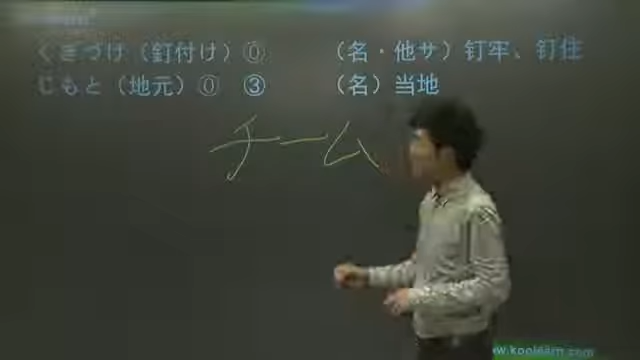 くぎづけ（釘付け）⓪ （名・他サ）钉牢、钉住
じもと（地元）⓪ ③ （名）当地
チーム
w.koolearn.com